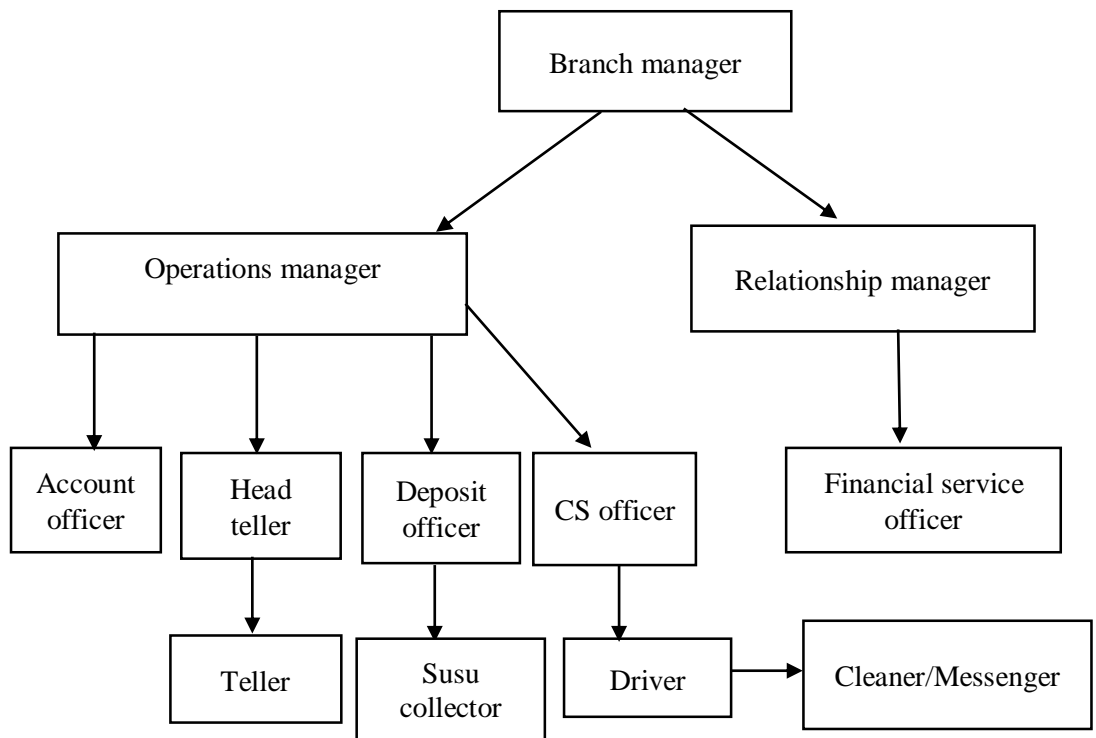 Branch manager
Operations manager
Relationship manager
Account
officer
Head
teller
Deposit
officer
CS officer
Financial service
officer
Teller
Susu
collector
Driver
Cleaner/Messenger